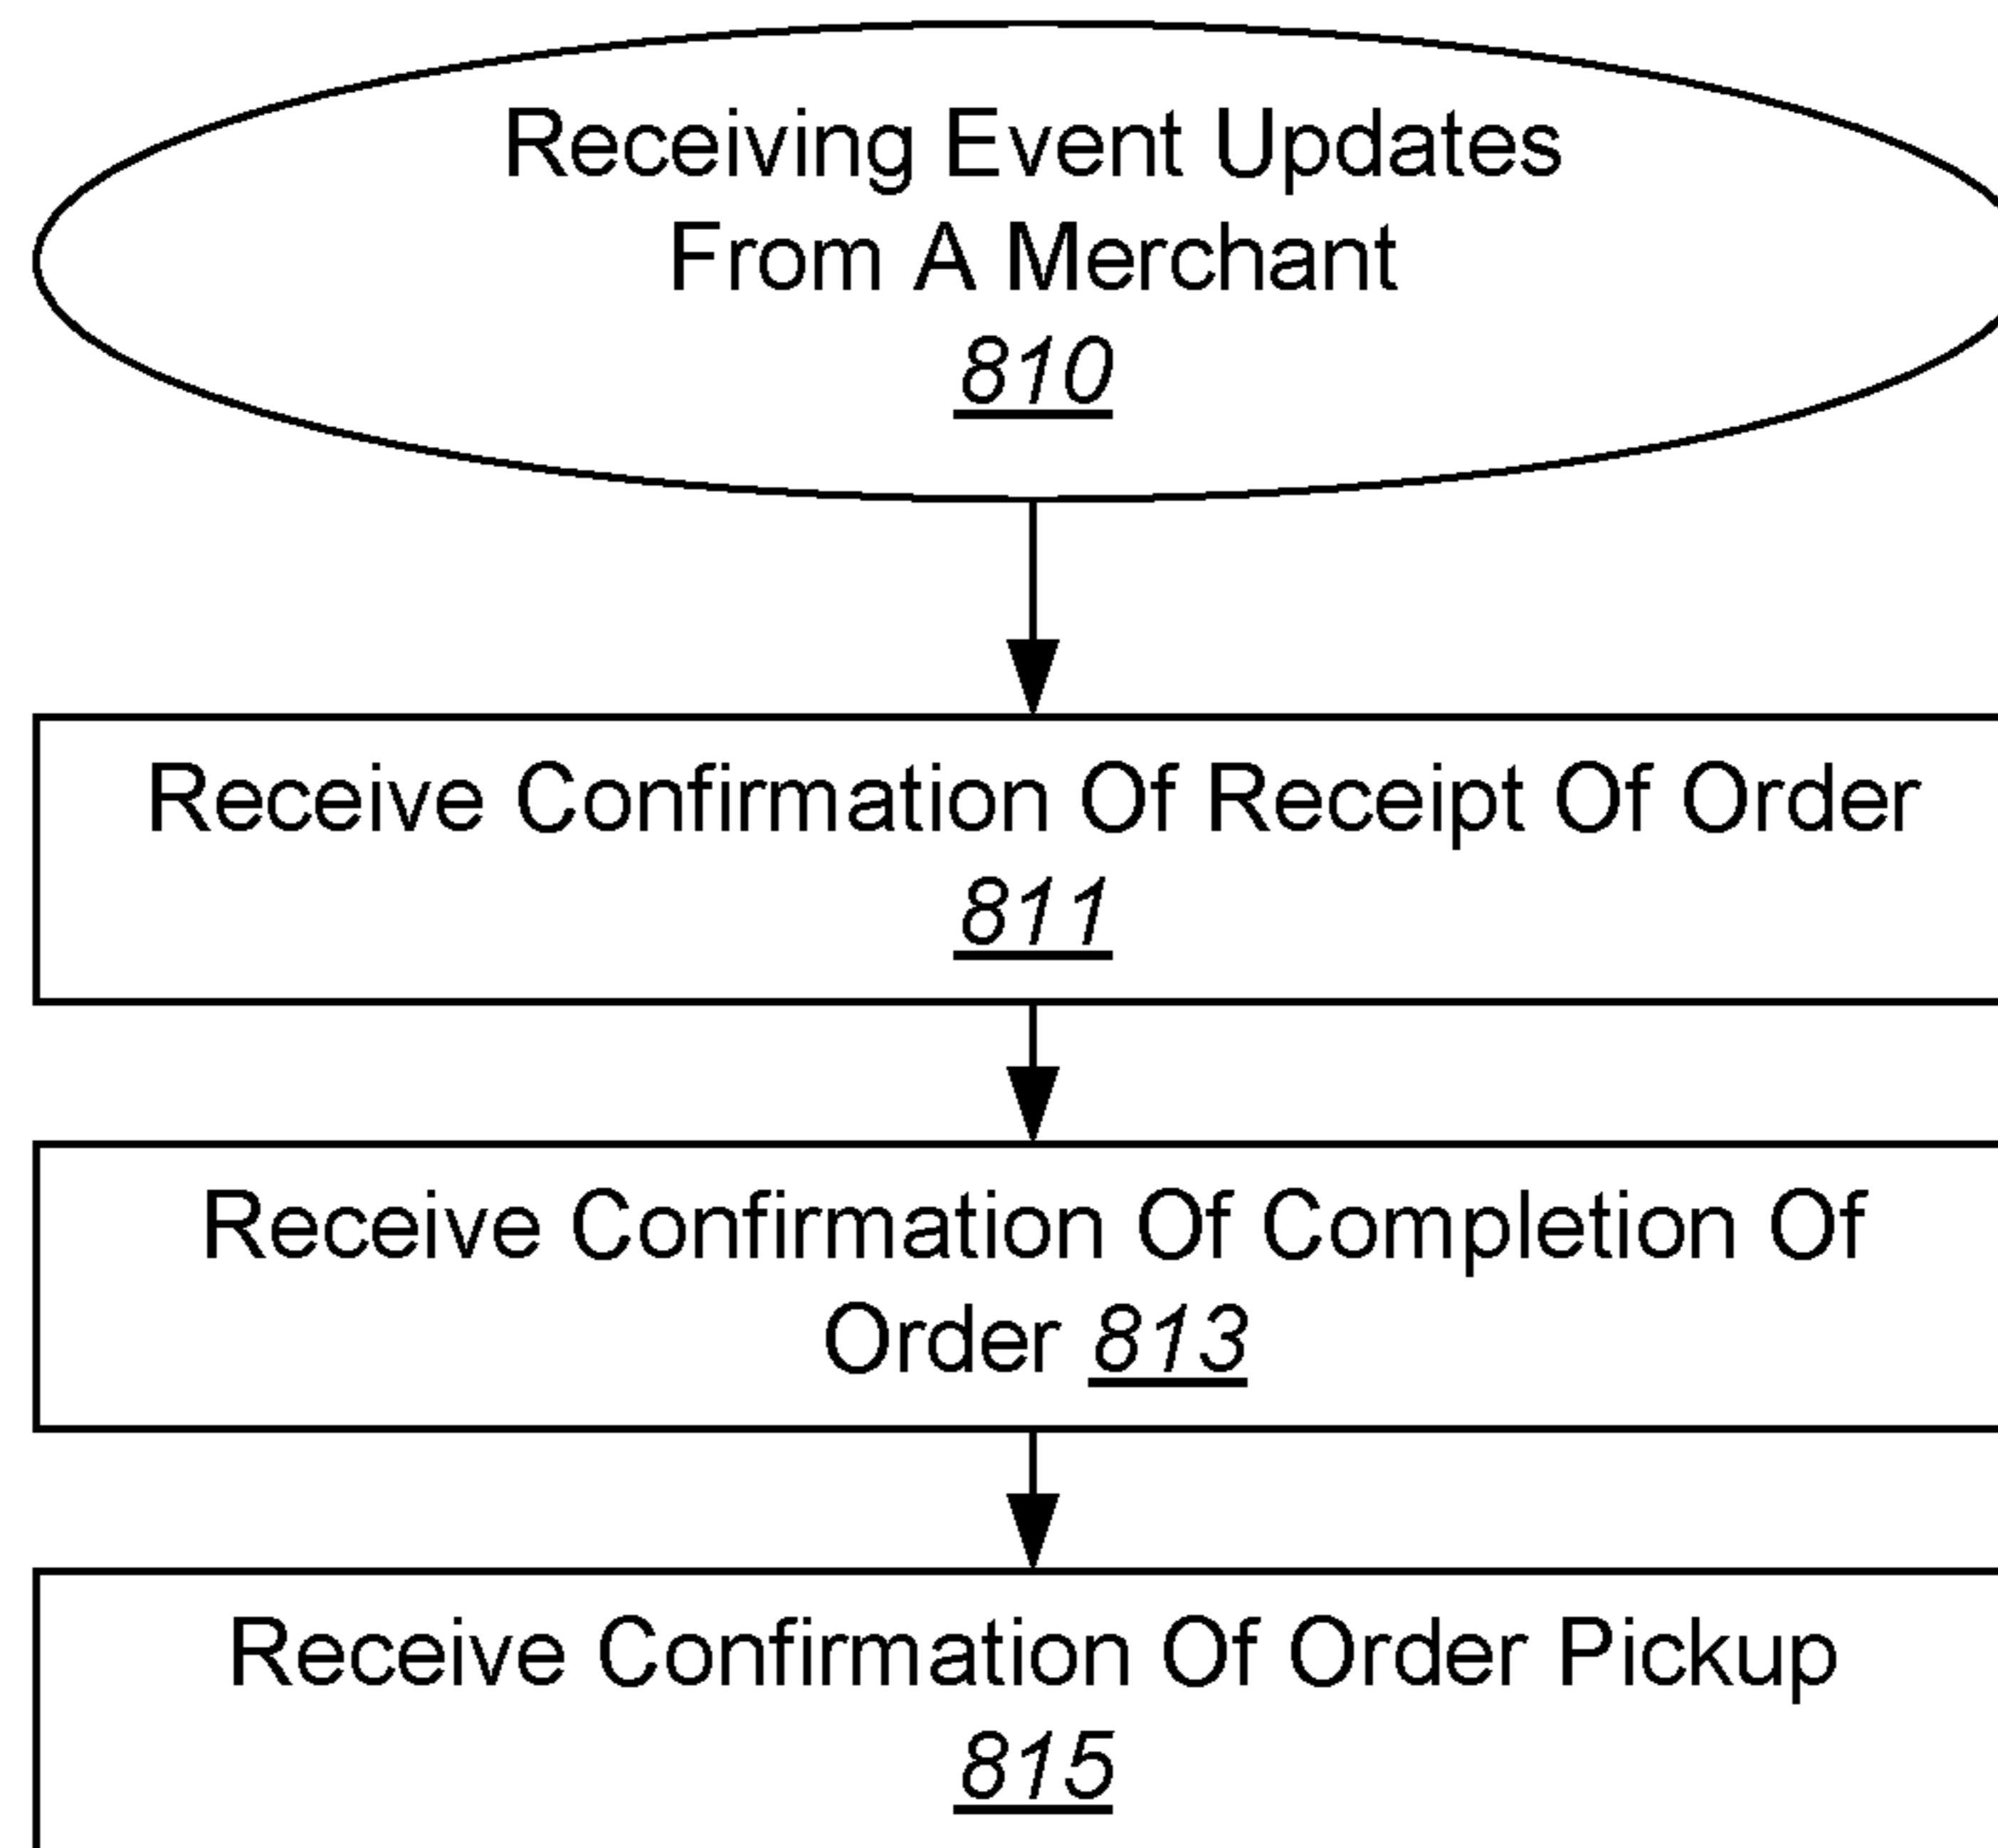 Receiving Event Updates
From A Merchant
810
Receive Confirmation Of Receipt Of Order
811
Receive Confirmation Of Completion Of
Order 813
Receive Confirmation Of Order Pickup
815